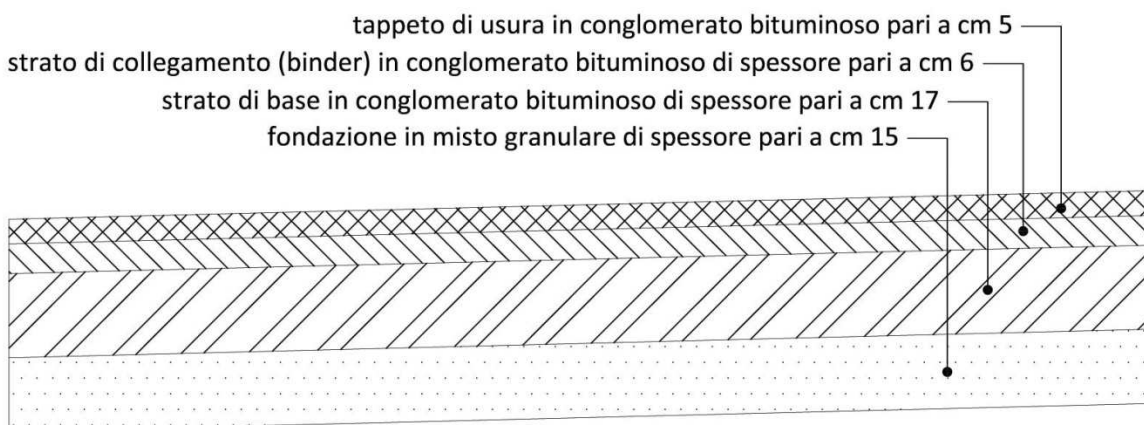 tappeto di usura in conglomerato bituminoso pari a cm 5
strato di collegamento (binder) in conglomerato bituminoso di spessore pari a cm 6
strato di base in conglomerato bituminoso di spessore pari a cm 17
fondazione in misto granulare di spessore pari a cm 15